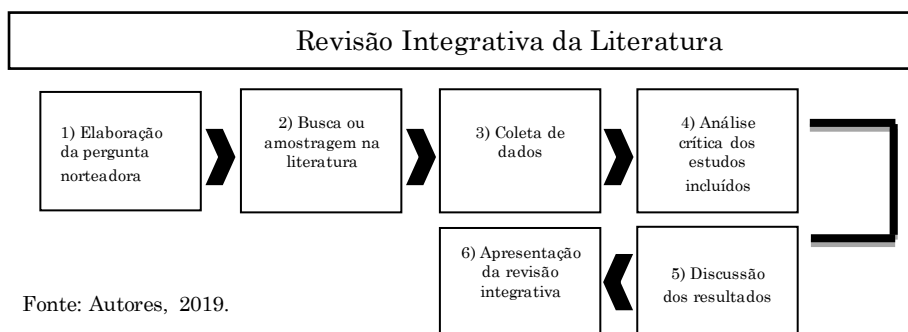 Revisão Integrativa da Literatura
1) Elaboração
da pergunta
norteadora
2) Busca ou
amostragem na
literatura
3) Coleta de
dados
4) Análise
crítica dos
estudos
incluídos
5) Discussão
dos resultados
6) Apresentação
da revisão
integrativa
Fonte: Autores, 2019.